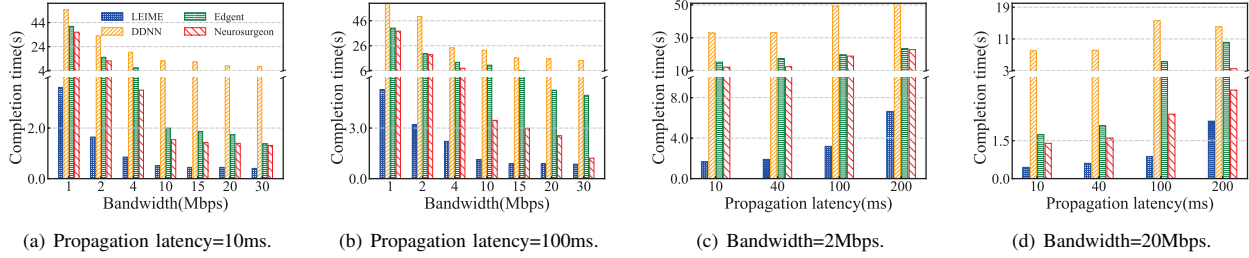 LEIME
DDNN
Edgent
Neurosurgeon
Completion time(s)
44
24
4
2.0
0.0
1 2 4 10 15 20 30
Bandwidth(Mbps)
(a) Propagation latency=10ms.
Completion time(s)
46
26
6
3.0
0.0
1 2 4 10 15 20 30
Bandwidth(Mbps)
(b) Propagation latency=100ms.
Completion time(s)
50
30
10
8.0
4.0
0.0
10 40 100 200
Propagation latency(ms)
(c) Bandwidth=2Mbps.
Completion time(s)
19
11
3
1.5
0.0
10 40 100 200
Propagation latency(ms)
(d) Bandwidth=20Mbps.